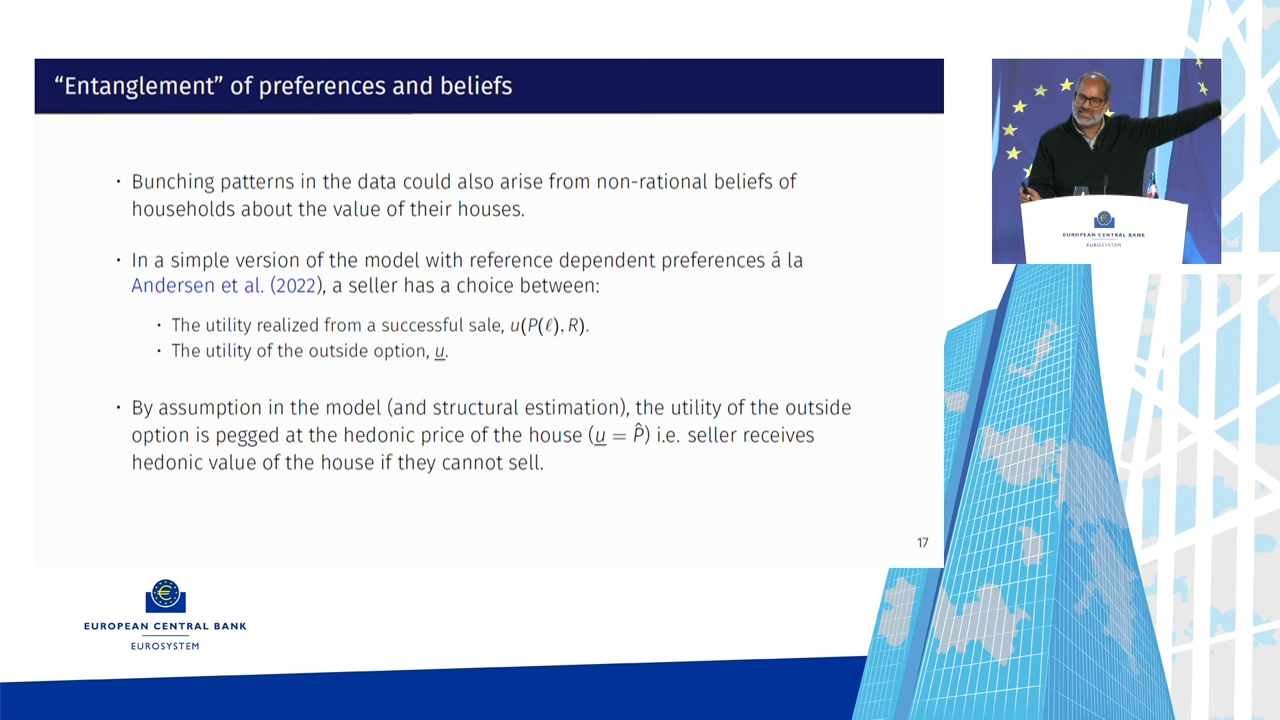 “Entanglement” of preferences and beliefs
· Bunching patterns in the data could also arise from non-rational beliefs of
households about the value of their houses.
· In a simple version of the model with reference dependent preferences á la
Andersen et al. (2022), a seller has a choice between:
· The utility realized from a successful sale, u(P(ℓ), R).
· The utility of the outside option, u̲.
· By assumption in the model (and structural estimation), the utility of the outside
option is pegged at the hedonic price of the house (u̲ = P̂) i.e. seller receives
hedonic value of the house if they cannot sell.
17
EUROPEAN CENTRAL BANK
EUROSYSTEM
EUROPEAN CENTRAL BANK
EUROSYSTEM